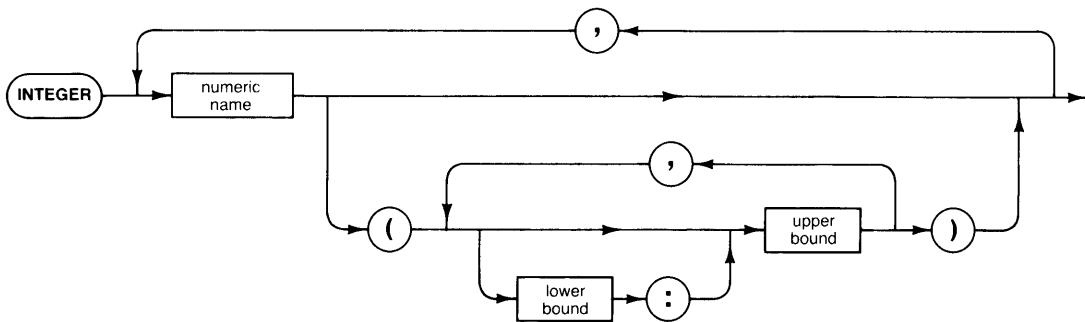 ,
INTEGER
numeric
name
,
(
upper
bound
)
lower
bound
: